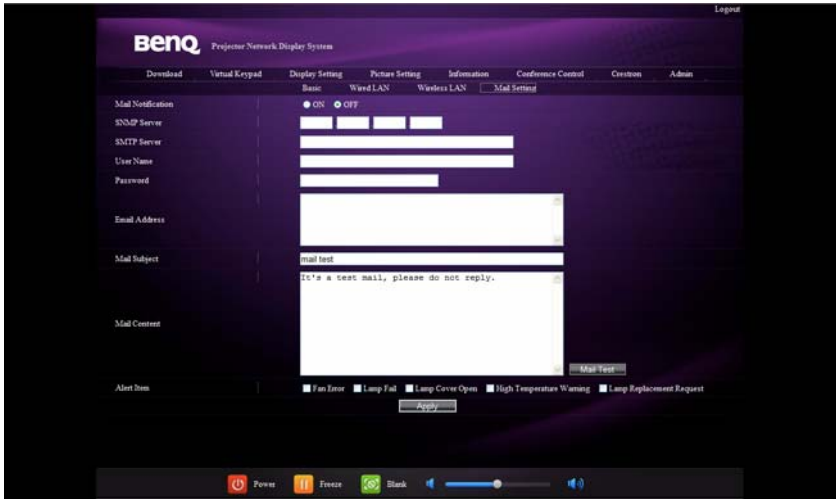 Logout
BenQ Projector Network Display System
Download Virtual Keypad Display Setting Picture Setting Information Conference Control Crestron Admin
Basic Wired LAN Wireless LAN Mail Setting
Mail Notification ON OFF
SNMP Server
SMTP Server
User Name
Password
Email Address
Mail Subject mail test
It's a test mail, please do not reply.
Mail Content
Mail Test
Alert Item Fan Error Lamp Fail Lamp Cover Open High Temperature Warning Lamp Replacement Request
Apply
Power Freeze Blank